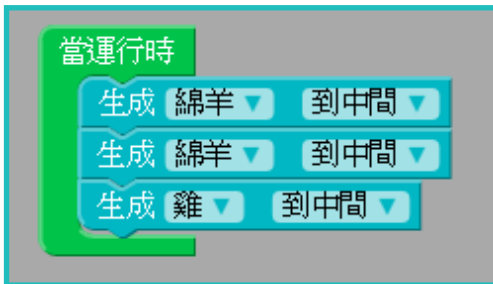 當運行時
生成 綿羊 到中間
生成 綿羊 到中間
生成 雞 到中間